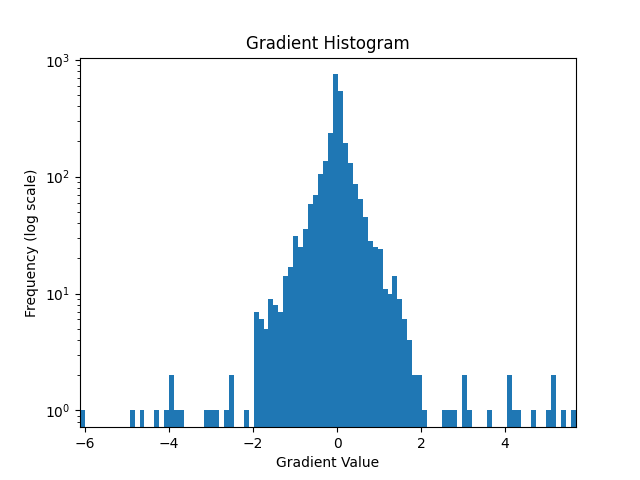 Gradient Histogram
Frequency (log scale)
10³
10²
10¹
10⁰
−6 −4 −2 0 2 4
Gradient Value